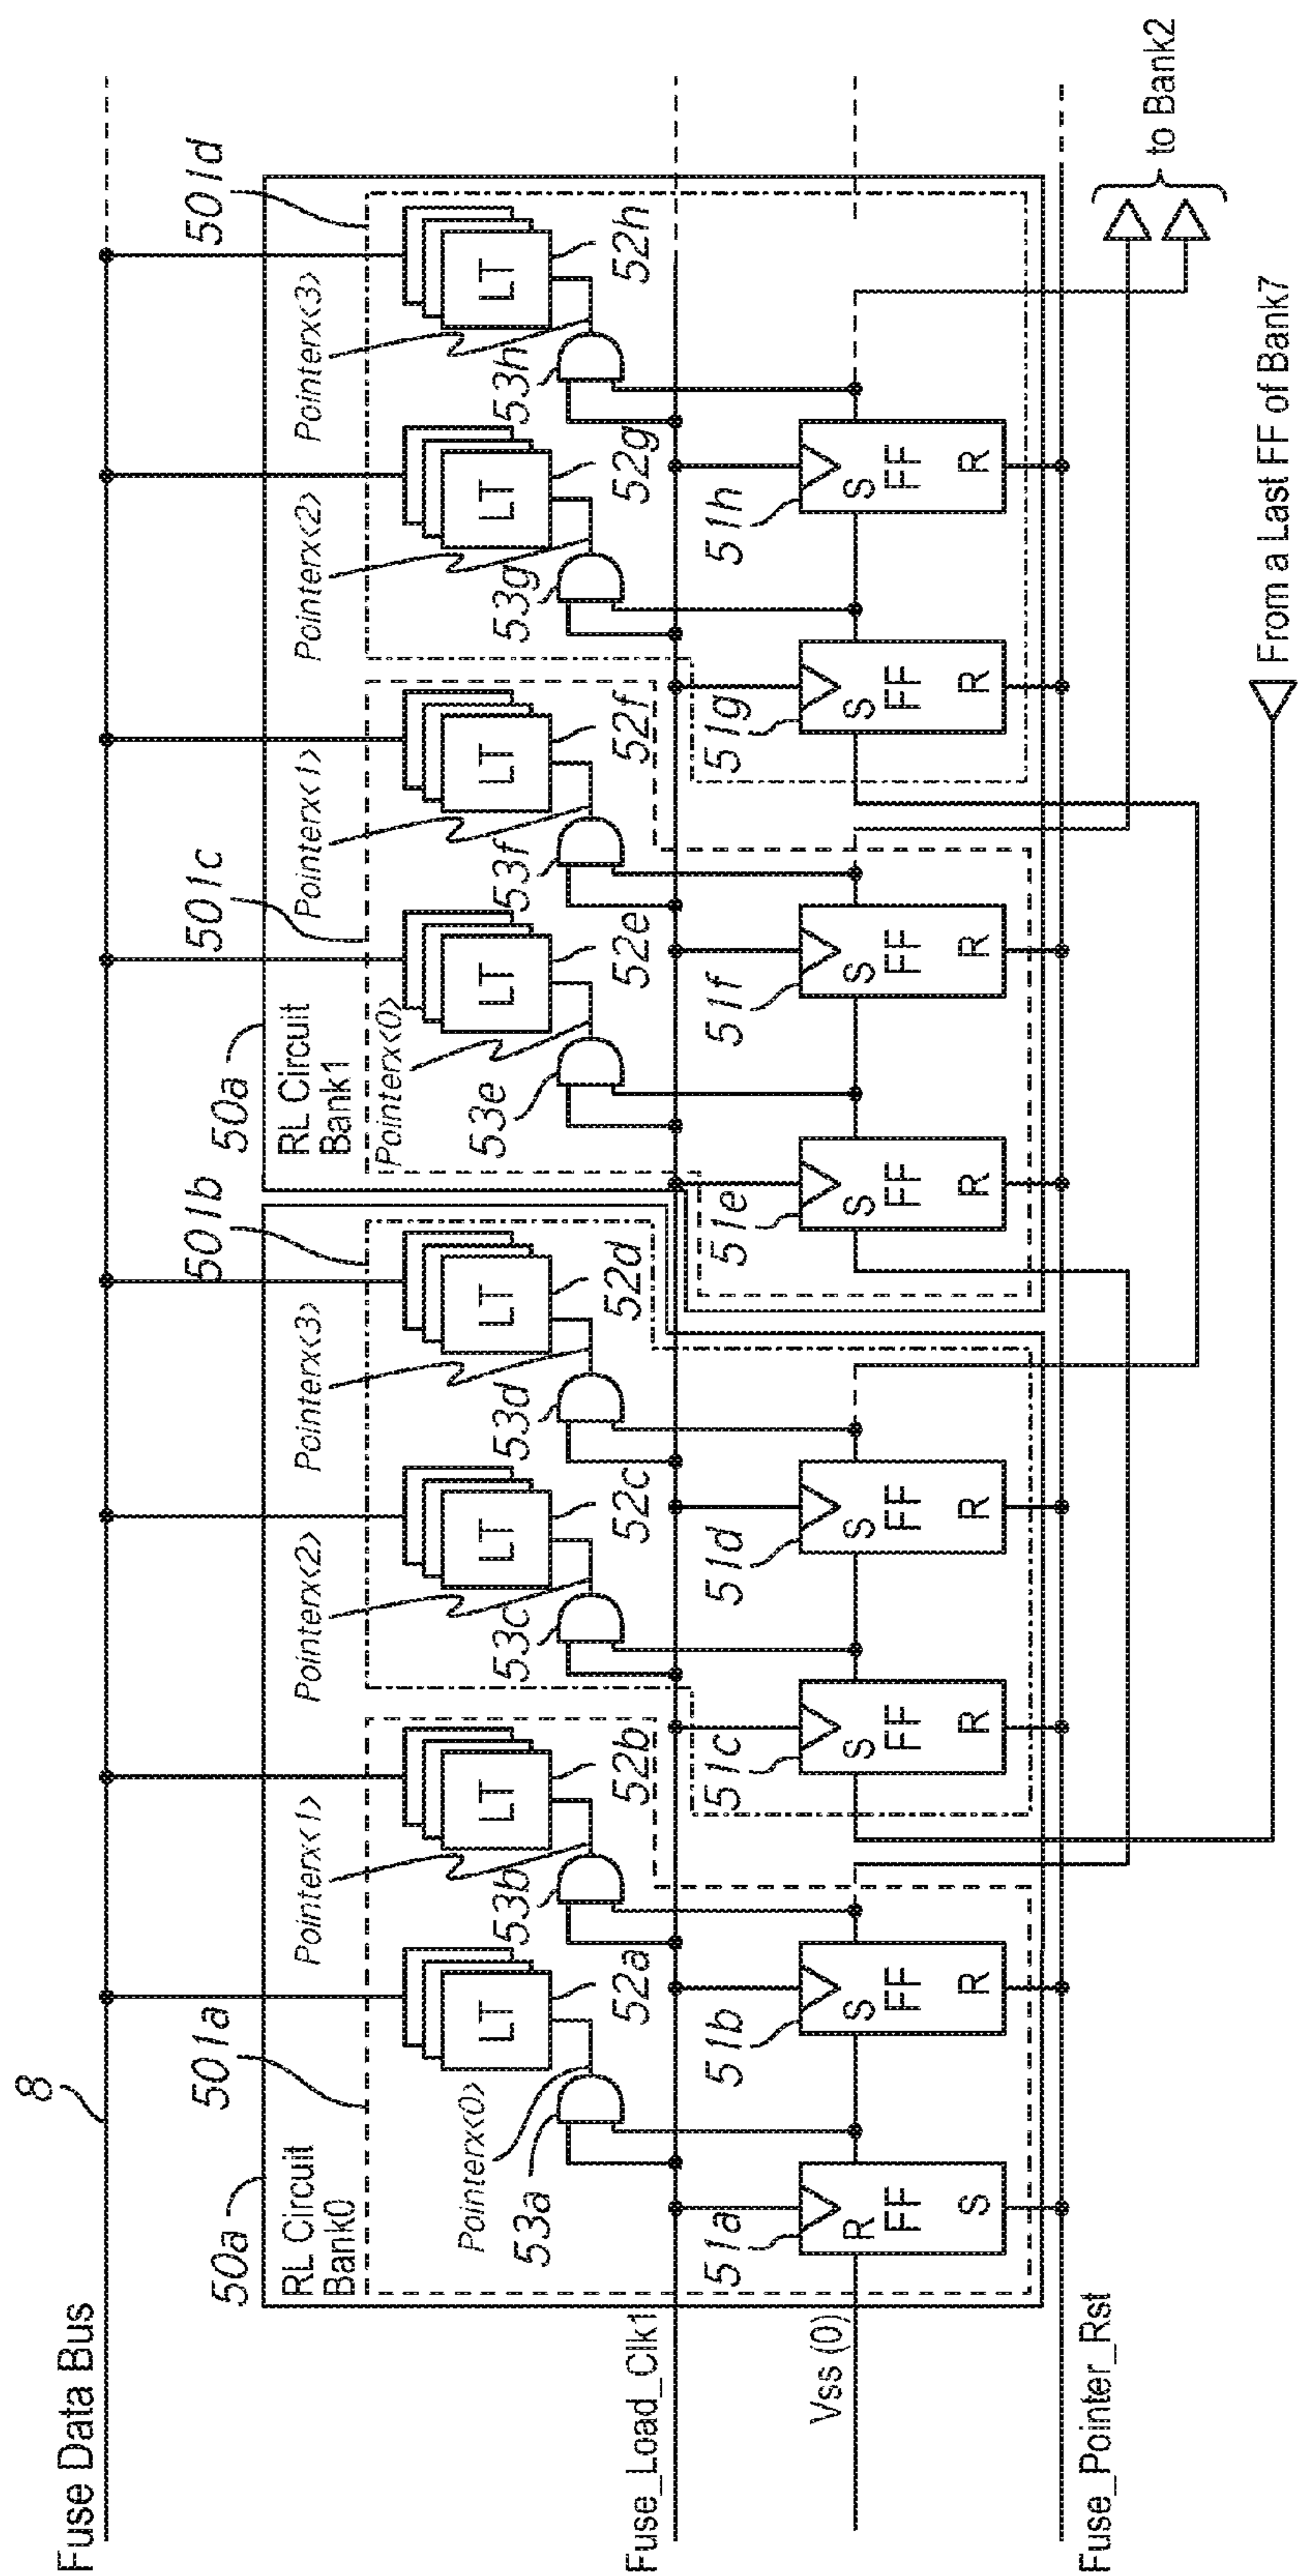 Fuse Data Bus
8
50a
RL Circuit
Bank0
501a
Pointerx<0>
53a
LT
52a
Pointerx<1>
53b
LT
52b
501b
Pointerx<2>
53c
LT
52c
Pointerx<3>
53d
LT
52d
50a
RL Circuit
Bank1
501c
Pointerx<0>
53e
LT
52e
Pointerx<1>
53f
LT
52f
501d
Pointerx<2>
53g
LT
52g
Pointerx<3>
53h
LT
52h
Fuse_Load_Clk1
Vss (0)
51a
R
FF
S
51b
S
FF
R
51c
S
FF
R
51d
S
FF
R
51e
S
FF
R
51f
S
FF
R
51g
S
FF
R
51h
S
FF
R
Fuse_Pointer_Rst
to Bank2
From a Last FF of Bank7